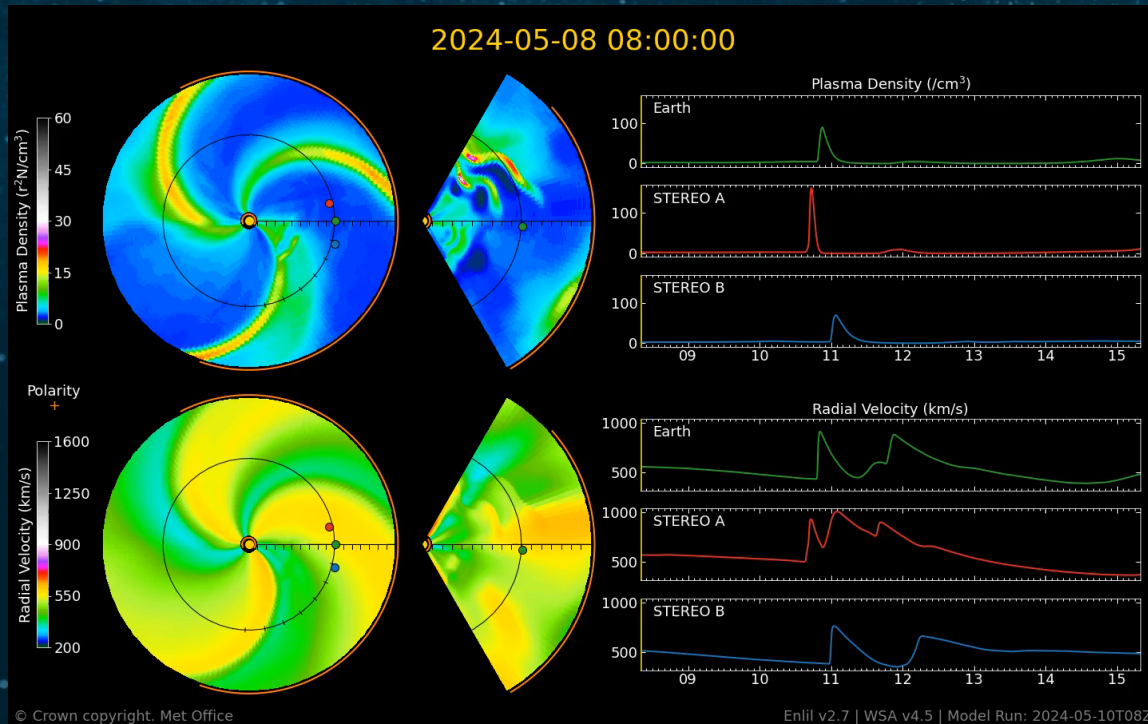 2024-05-08 08:00:00
Plasma Density (r²N/cm³)
60
45
30
15
0
Polarity
+
Radial Velocity (km/s)
1600
1250
900
550
200
Plasma Density (/cm³)
Earth
100
0
STEREO A
100
0
STEREO B
100
0
09 10 11 12 13 14 15
Radial Velocity (km/s)
Earth
1000
500
STEREO A
1000
500
STEREO B
1000
500
09 10 11 12 13 14 15
© Crown copyright. Met Office
Enlil v2.7 | WSA v4.5 | Model Run: 2024-05-10T082